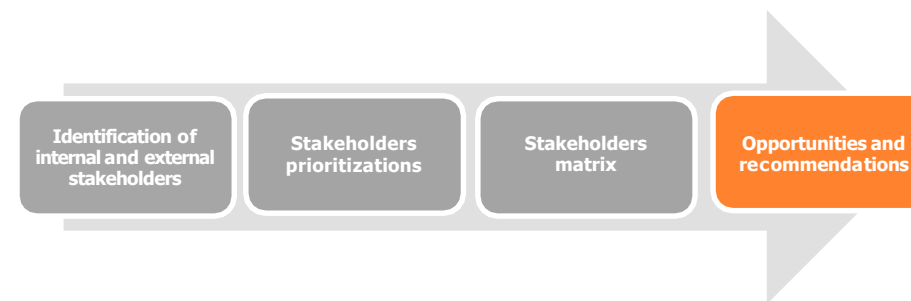 Identification of
internal and external
stakeholders
Stakeholders
prioritizations
Stakeholders
matrix
Opportunities and
recommendations